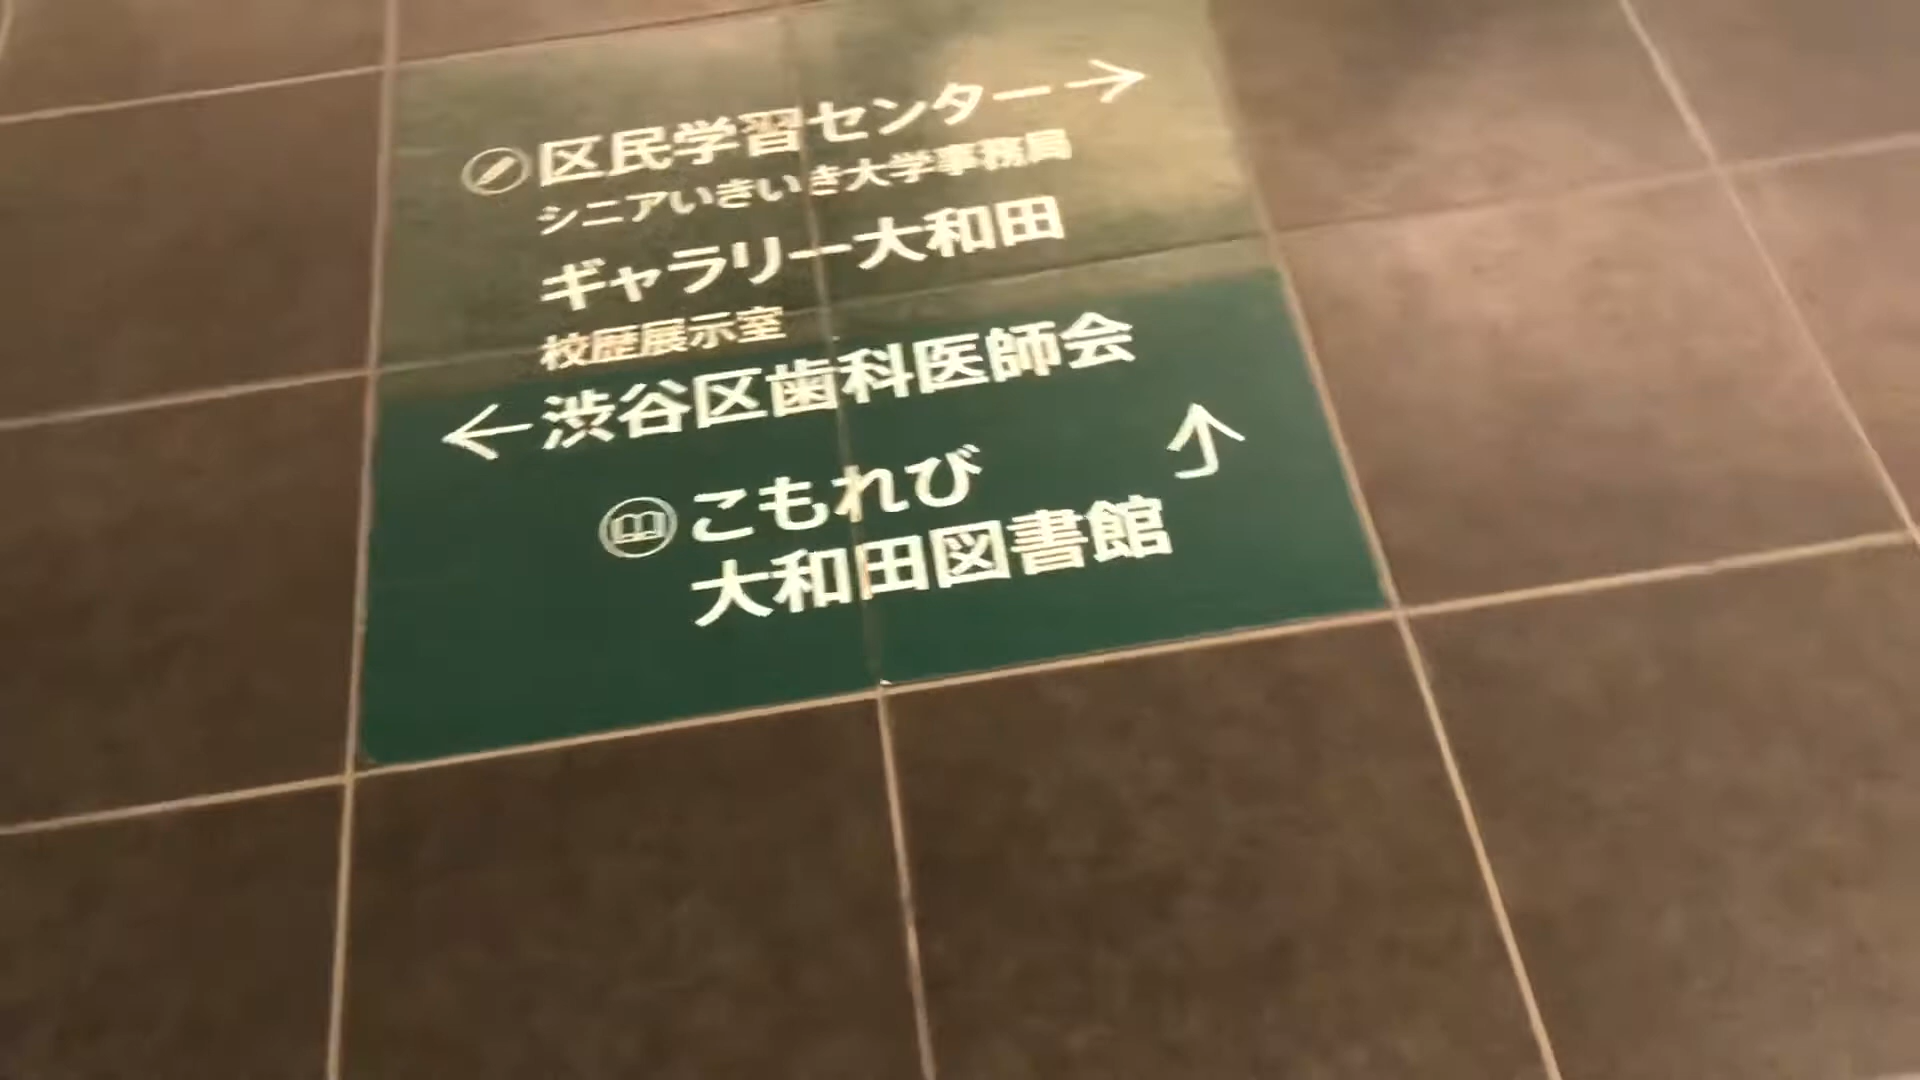 区民学習センター→
シニアいきいき大学事務局
ギャラリー大和田
校歴展示室
←渋谷区歯科医師会
こもれび
大和田図書館